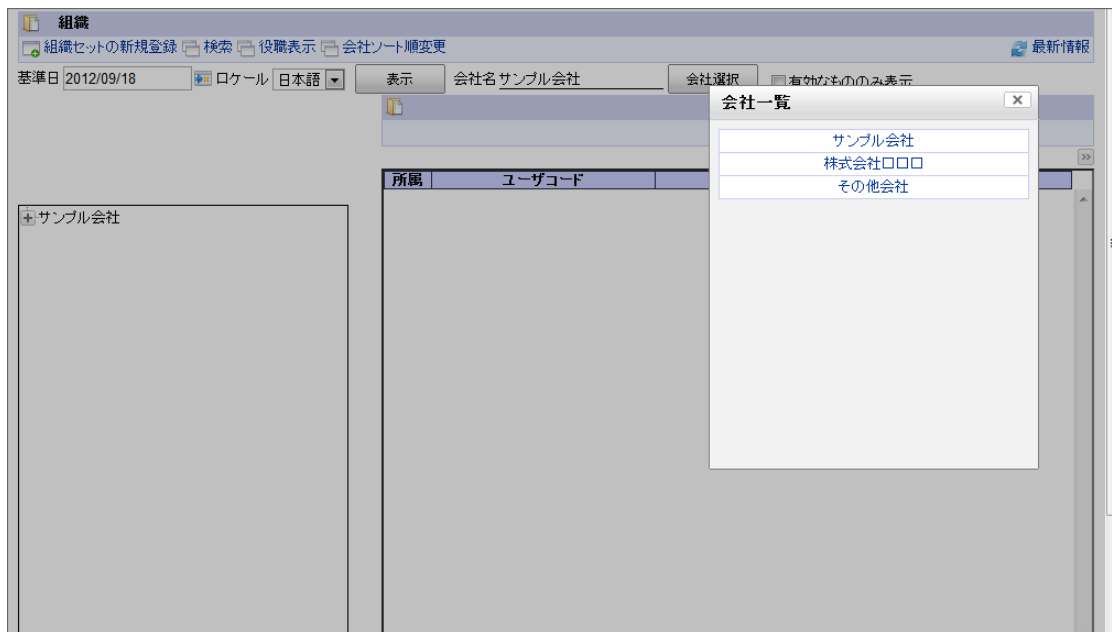 組織
組織セットの新規登録 検索 役職表示 会社ソート順変更 最新情報
基準日 2012/09/18 ロケール 日本語 表示 会社名 サンプル会社 会社選択 有効なもののみ表示
会社一覧
サンプル会社
株式会社□□□
その他会社
所属 ユーザコード
サンプル会社